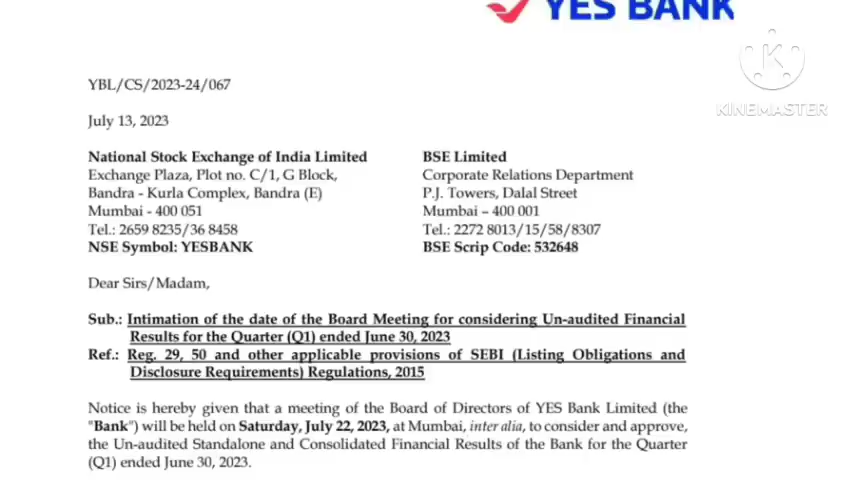 YES BANK
K
KINEMASTER
YBL/CS/2023-24/067
July 13, 2023
National Stock Exchange of India Limited
Exchange Plaza, Plot no. C/1, G Block,
Bandra - Kurla Complex, Bandra (E)
Mumbai - 400 051
Tel.: 2659 8235/36 8458
NSE Symbol: YESBANK
BSE Limited
Corporate Relations Department
P.J. Towers, Dalal Street
Mumbai – 400 001
Tel.: 2272 8013/15/58/8307
BSE Scrip Code: 532648
Dear Sirs/Madam,
Sub.: Intimation of the date of the Board Meeting for considering Un-audited Financial
Results for the Quarter (Q1) ended June 30, 2023
Ref.: Reg. 29, 50 and other applicable provisions of SEBI (Listing Obligations and
Disclosure Requirements) Regulations, 2015
Notice is hereby given that a meeting of the Board of Directors of YES Bank Limited (the
"Bank") will be held on Saturday, July 22, 2023, at Mumbai, inter alia, to consider and approve,
the Un-audited Standalone and Consolidated Financial Results of the Bank for the Quarter
(Q1) ended June 30, 2023.